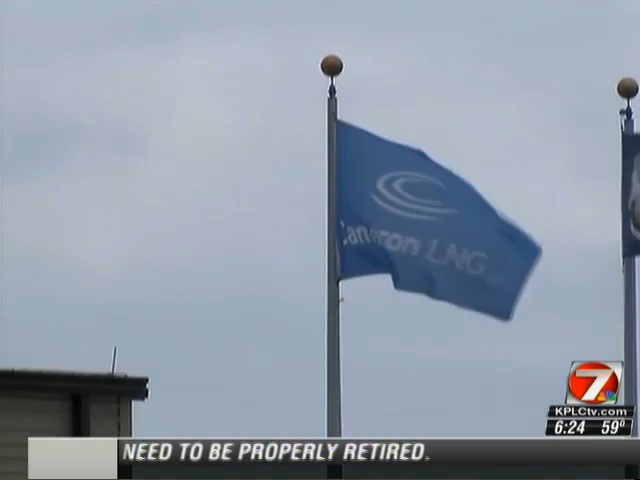 Cameron LNG
7
KPLCtv.com
6:24 59°
NEED TO BE PROPERLY RETIRED.